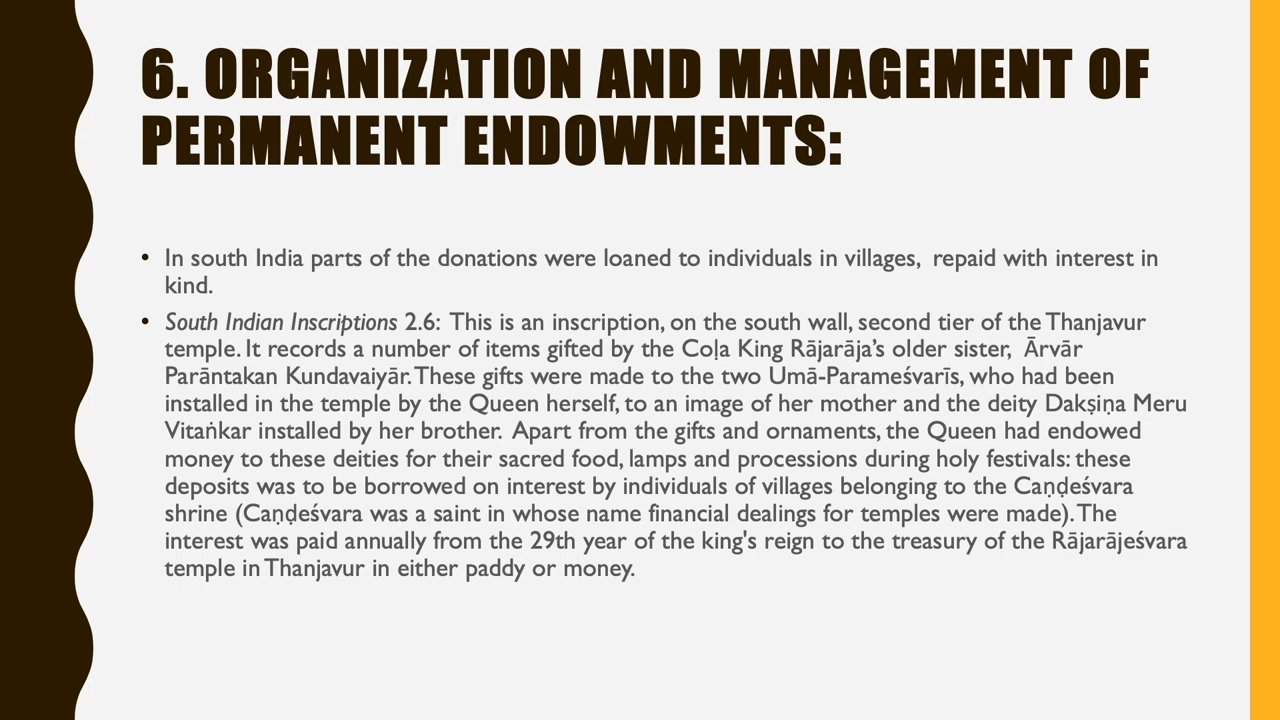 6. ORGANIZATION AND MANAGEMENT OF
PERMANENT ENDOWMENTS:
• In south India parts of the donations were loaned to individuals in villages,  repaid with interest in
kind.
• South Indian Inscriptions 2.6:  This is an inscription, on the south wall, second tier of the Thanjavur
temple. It records a number of items gifted by the Coḷa King Rājarāja’s older sister,  Ārvār
Parāntakan Kundavaiyār. These gifts were made to the two Umā-Parameśvarīs, who had been
installed in the temple by the Queen herself, to an image of her mother and the deity Dakṣiṇa Meru
Vitaṅkar installed by her brother.  Apart from the gifts and ornaments, the Queen had endowed
money to these deities for their sacred food, lamps and processions during holy festivals: these
deposits was to be borrowed on interest by individuals of villages belonging to the Caṇḍeśvara
shrine (Caṇḍeśvara was a saint in whose name financial dealings for temples were made). The
interest was paid annually from the 29th year of the king's reign to the treasury of the Rājarājeśvara
temple in Thanjavur in either paddy or money.